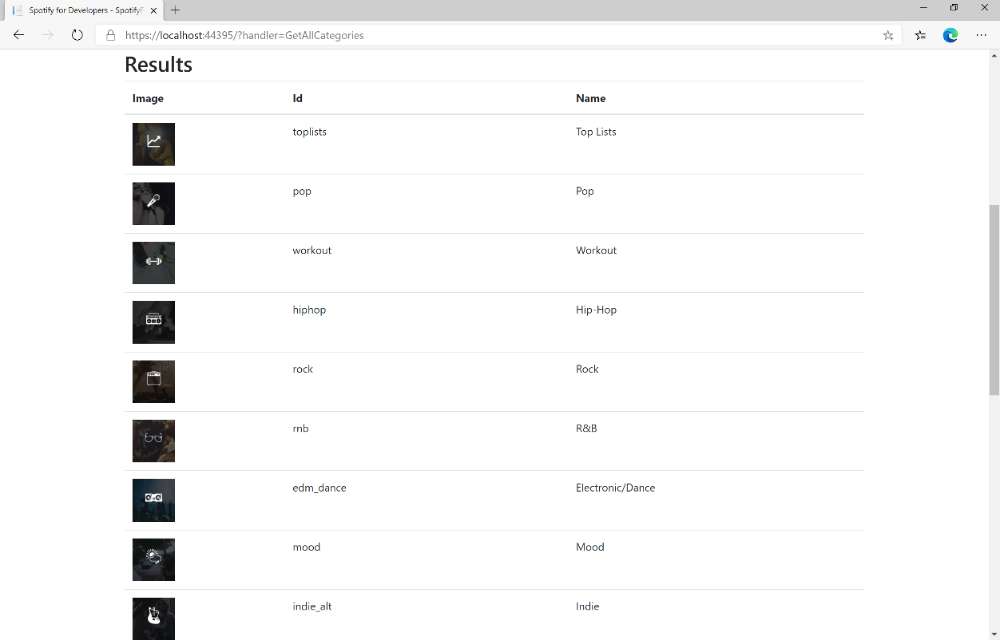 Spotify for Developers - SpotifyF
https://localhost:44395/?handler=GetAllCategories
Results
Image Id Name
toplists Top Lists
pop Pop
workout Workout
hiphop Hip-Hop
rock Rock
rnb R&B
edm_dance Electronic/Dance
mood Mood
indie_alt Indie